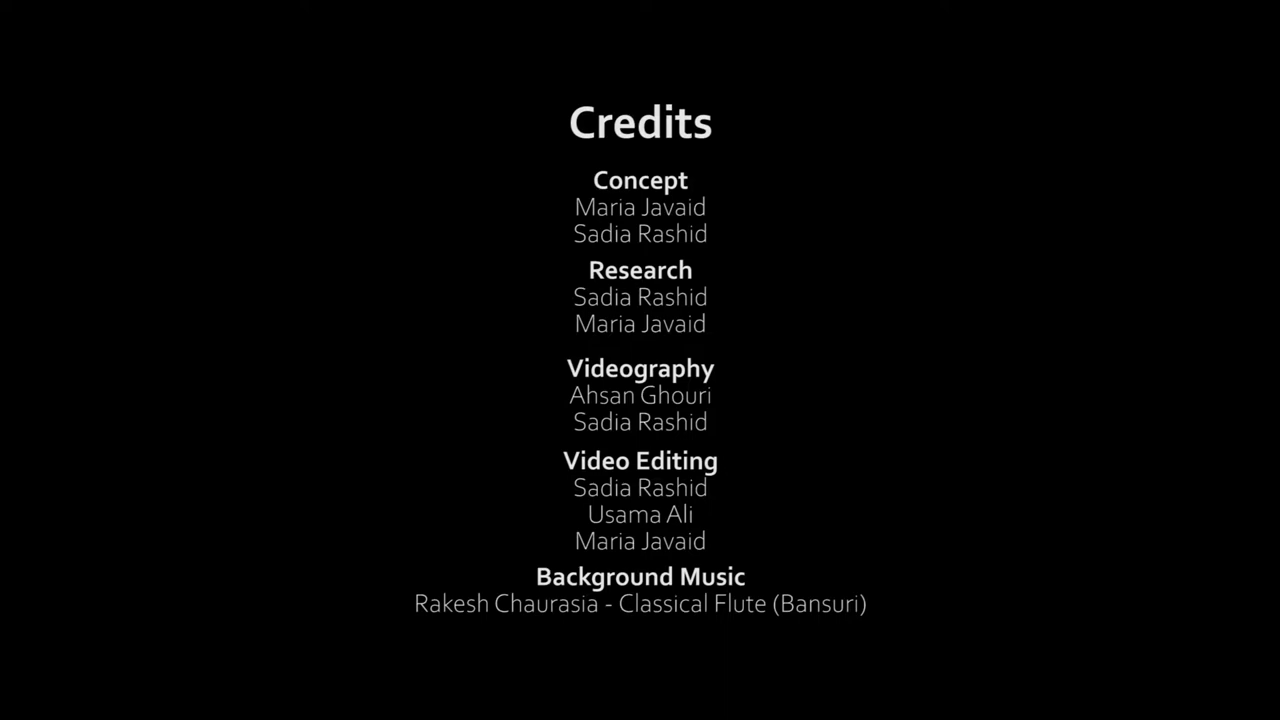 Credits
Concept
Maria Javaid
Sadia Rashid
Research
Sadia Rashid
Maria Javaid
Videography
Ahsan Ghouri
Sadia Rashid
Video Editing
Sadia Rashid
Usama Ali
Maria Javaid
Background Music
Rakesh Chaurasia - Classical Flute (Bansuri)